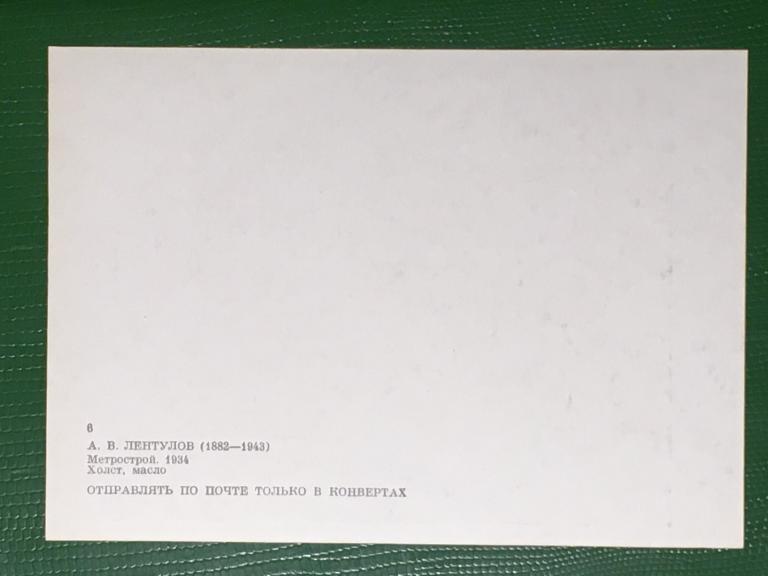 6
А. В. ЛЕНТУЛОВ (1882—1943)
Метрострой. 1934
Холст, масло
ОТПРАВЛЯТЬ ПО ПОЧТЕ ТОЛЬКО В КОНВЕРТАХ